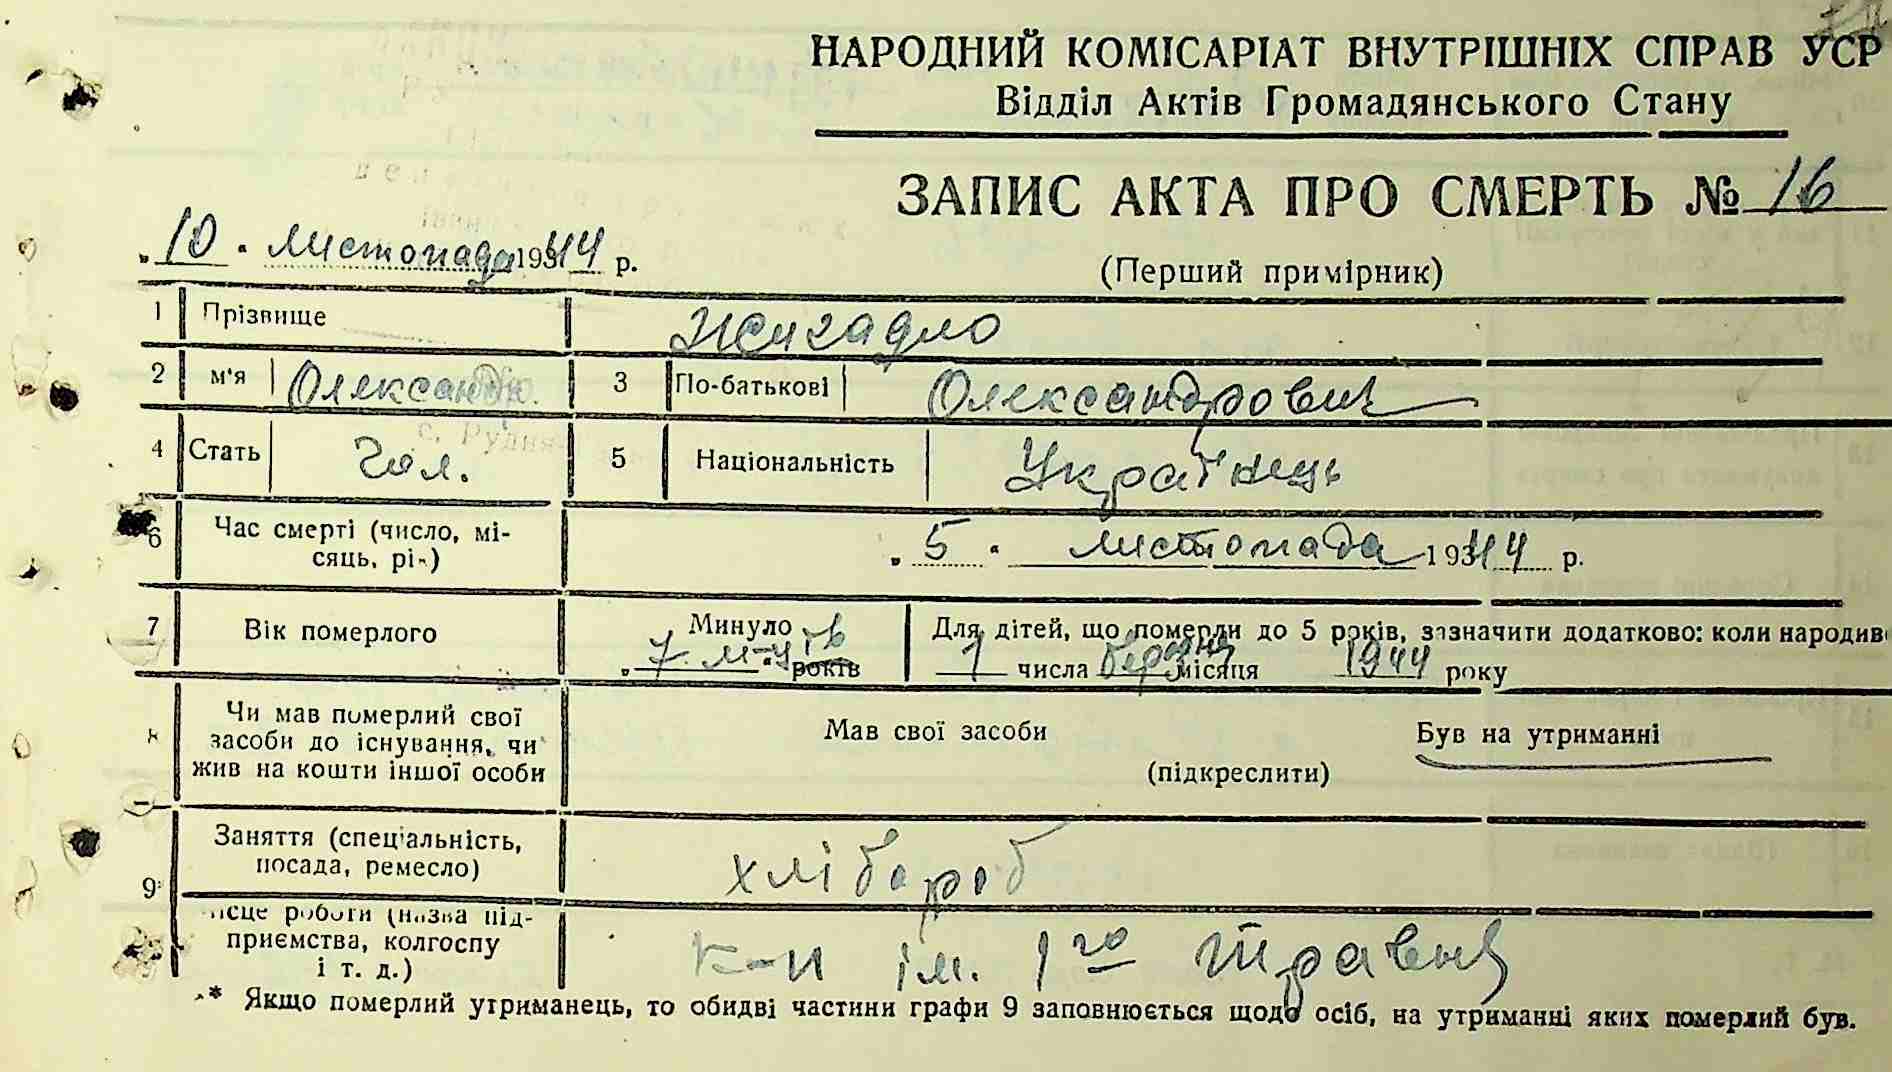 НАРОДНИЙ КОМІСАРІАТ ВНУТРІШНІХ СПРАВ УСР
Відділ Актів Громадянського Стану
ЗАПИС АКТА ПРО СМЕРТЬ № 16
„10" листопада 1944 р.
(Перший примірник)
1 Прізвище Жигадло
2 м'я Олександр 3 По-батькові Олександрович
4 Стать Чол. 5 Національність Українець
6 Час смерті (число, мі-
сяць, рік) „5" листопада 1944 р.
7 Вік померлого Минуло 7 м-ців років
Для дітей, що померли до 5 років, зазначити додатково: коли народив
1 числа березня місяця 1944 року
8 Чи мав померлий свої
засоби до існування, чи
жив на кошти іншої особи
Мав свої засоби Був на утриманні
(підкреслити)
9 Заняття (спеціальність,
посада, ремесло) хлібороб
місце роботи (назва під-
приємства, колгоспу
і т. д.) к-п ім. 1го травня
* Якщо померлий утриманець, то обидві частини графи 9 заповнюється щодо осіб, на утриманні яких померлий був.